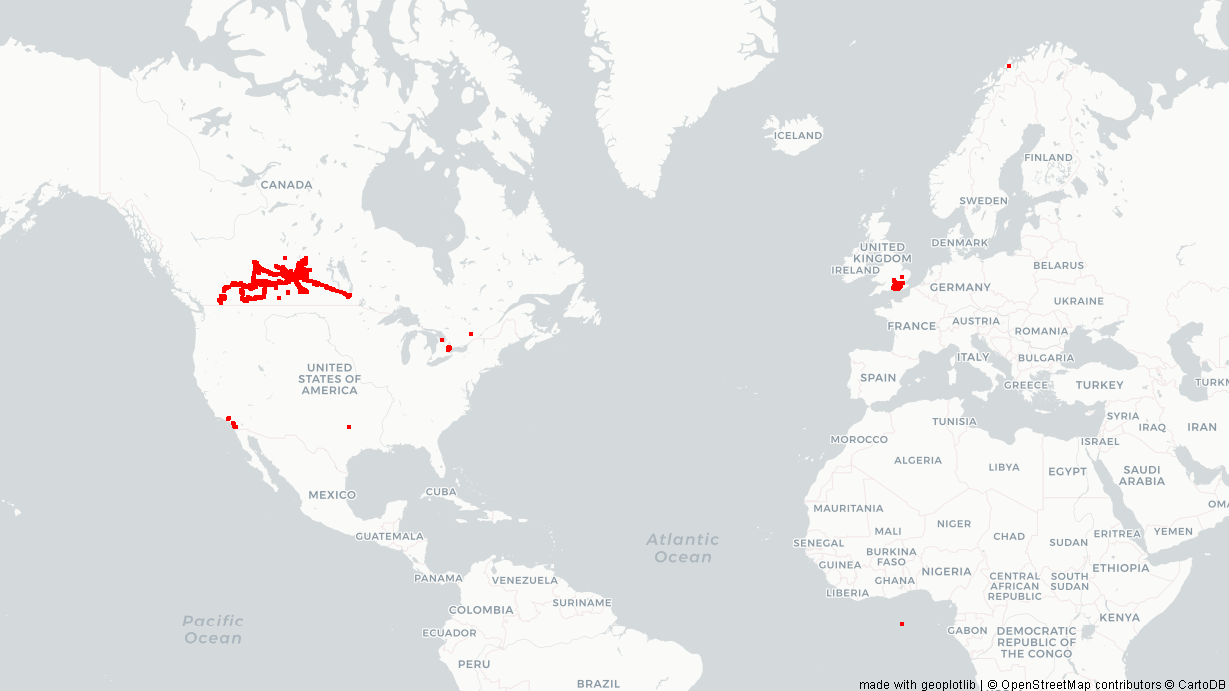 ICELAND
FINLAND
CANADA
SWEDEN
UNITED
KINGDOM
DENMARK
IRELAND
BELARUS
GERMANY
UKRAINE
FRANCE
AUSTRIA
ROMANIA
ITALY
BULGARIA
UNITED
STATES OF
AMERICA
SPAIN
GREECE
TURKEY
TURKM
SYRIA
TUNISIA
IRAQ
IRAN
MOROCCO
ISRAEL
ALGERIA
LIBYA
EGYPT
SAUDI
ARABIA
MEXICO
CUBA
OMA
MAURITANIA
GUATEMALA
MALI
NIGER
CHAD
SUDAN
ERITREA
YEMEN
Atlantic
Ocean
SENEGAL
BURKINA
FASO
GUINEA
NIGERIA
ETHIOPIA
PANAMA
VENEZUELA
GHANA
CENTRAL
AFRICAN
REPUBLIC
SOUTH
SUDAN
LIBERIA
COLOMBIA
SURINAME
Pacific
Ocean
KENYA
ECUADOR
GABON
DEMOCRATIC
REPUBLIC OF
THE CONGO
PERU
BRAZIL
made with geoplotlib | © OpenStreetMap contributors © CartoDB